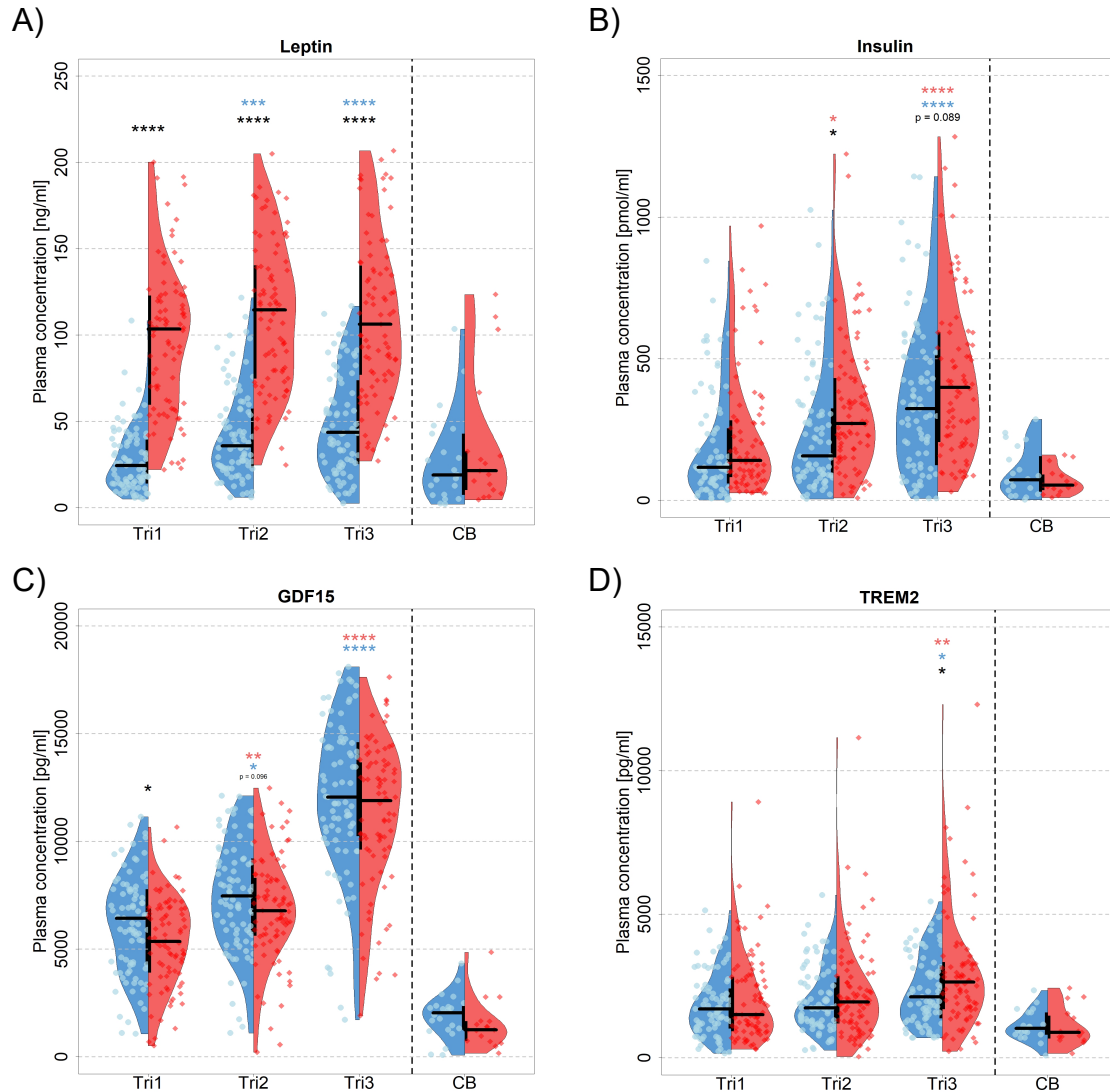 A)
Leptin
Plasma concentration [ng/ml]
250
200
150
100
50
0
***
****
****
****
****
Tri1
Tri2
Tri3
CB
B)
Insulin
Plasma concentration [pmol/ml]
1500
1000
500
0
****
*
****
*
p = 0.089
Tri1
Tri2
Tri3
CB
C)
GDF15
Plasma concentration [pg/ml]
20000
15000
10000
5000
0
****
****
**
*
p = 0.096
*
Tri1
Tri2
Tri3
CB
D)
TREM2
Plasma concentration [pg/ml]
15000
10000
5000
0
**
*
*
Tri1
Tri2
Tri3
CB